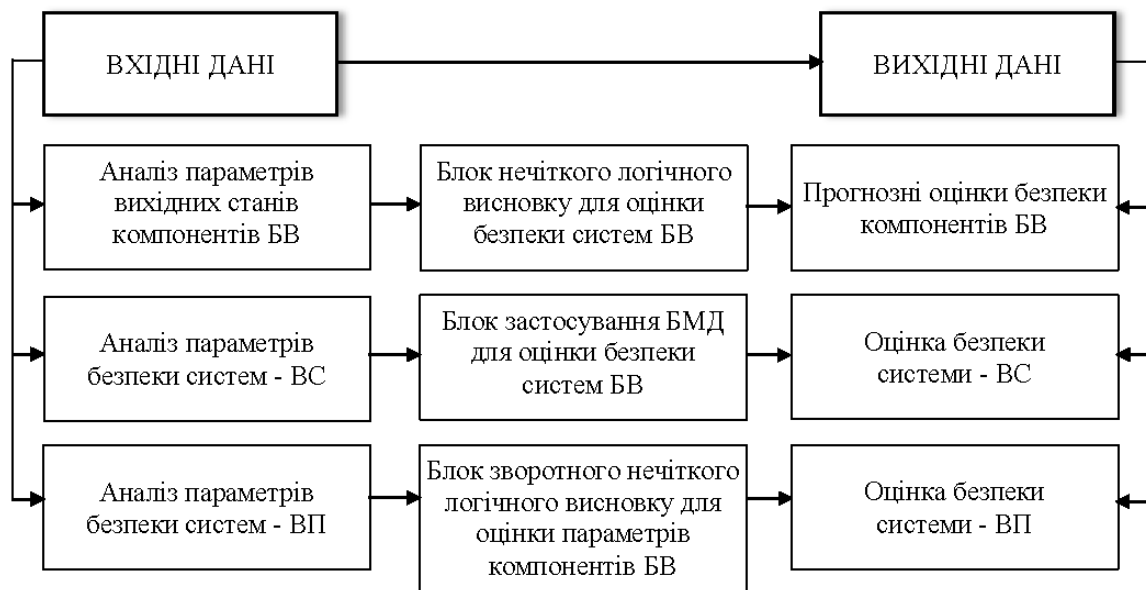 ВХІДНІ ДАНІ
ВИХІДНІ ДАНІ
Аналіз параметрів
вихідних станів
компонентів БВ
Блок нечіткого логічного
висновку для оцінки
безпеки систем БВ
Прогнозні оцінки безпеки
компонентів БВ
Аналіз параметрів
безпеки систем - ВС
Блок застосування БМД
для оцінки безпеки
систем БВ
Оцінка безпеки
системи - ВС
Аналіз параметрів
безпеки систем - ВП
Блок зворотного нечіткого
логічного висновку для
оцінки параметрів
компонентів БВ
Оцінка безпеки
системи - ВП